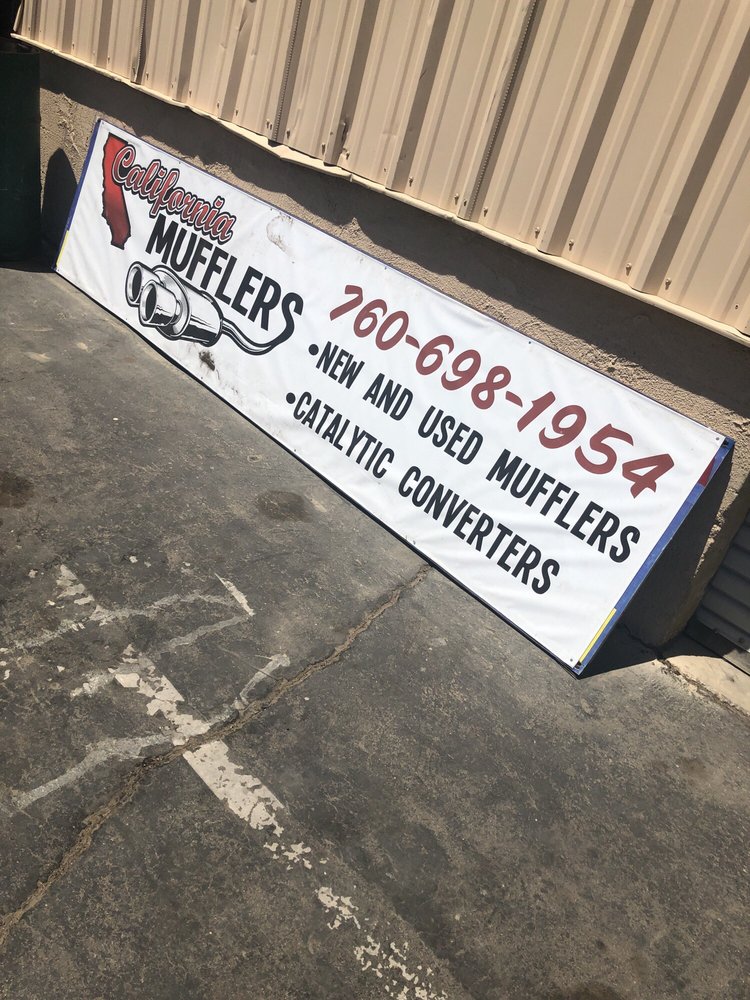 California
MUFFLERS
760-698-1954
•NEW AND USED MUFFLERS
•CATALYTIC CONVERTERS